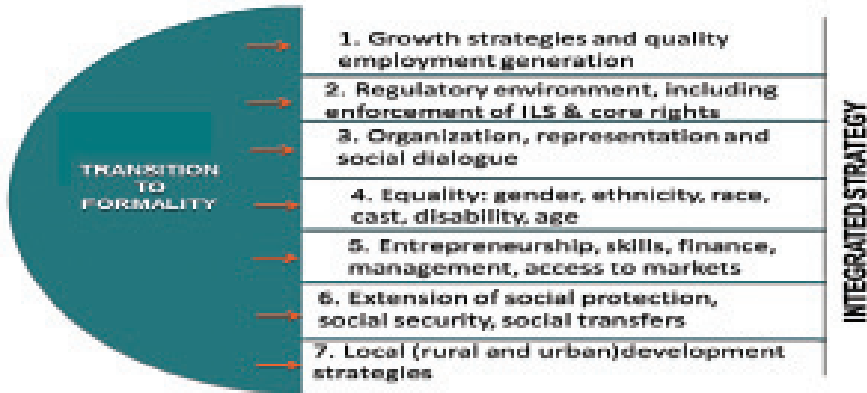 TRANSITION
TO
FORMALITY
1. Growth strategies and quality
employment generation
2. Regulatory environment, including
enforcement of ILS & core rights
3. Organization, representation and
social dialogue
4. Equality: gender, ethnicity, race,
cast, disability, age
5. Entrepreneurship, skills, finance,
management, access to markets
6. Extension of social protection,
social security, social transfers
7. Local (rural and urban)development
strategies
INTEGRATED STRATEGY